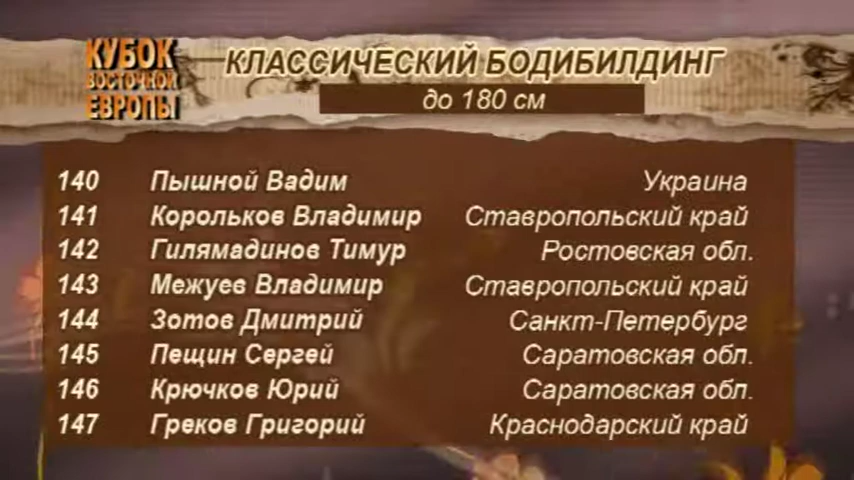 КУБОК
ВОСТОЧНОЙ
ЕВРОПЫ
КЛАССИЧЕСКИЙ БОДИБИЛДИНГ
до 180 см
140 Пышной Вадим Украина
141 Корольков Владимир Ставропольский край
142 Гилямадинов Тимур Ростовская обл.
143 Межуев Владимир Ставропольский край
144 Зотов Дмитрий Санкт-Петербург
145 Пещин Сергей Саратовская обл.
146 Крючков Юрий Саратовская обл.
147 Греков Григорий Краснодарский край